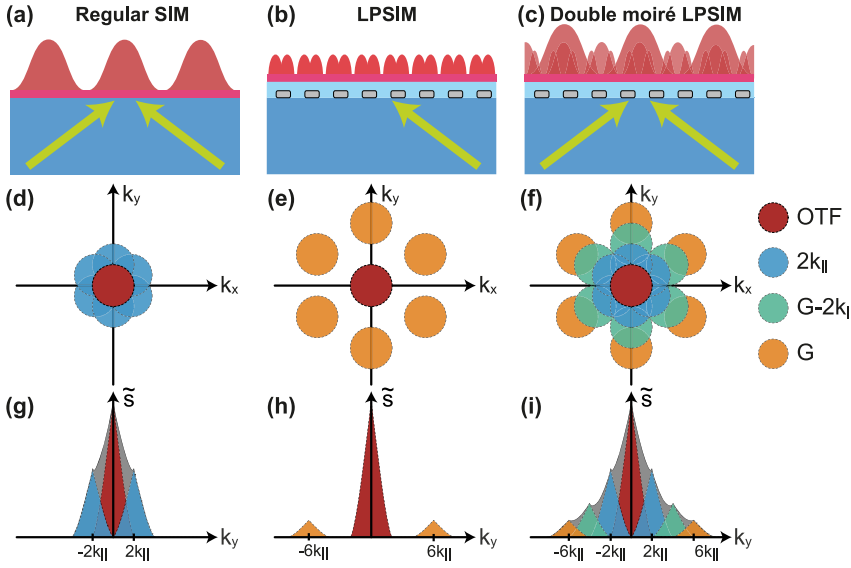 (a) Regular SIM
(b) LPSIM
(c) Double moiré LPSIM
(d) ky kx
(e) ky kx
(f) ky kx
OTF
2k||
G-2k|
G
(g) s̃ ky
-2k|| 2k||
(h) s̃ ky
-6k|| 6k||
(i) s̃ ky
-6k|| -2k|| 2k|| 6k||